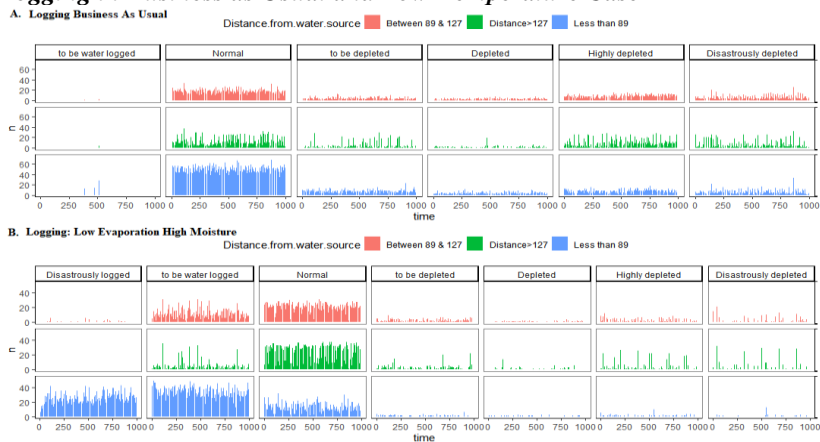 A. Logging Business As Usual
Distance.from.water.source Between 89 & 127 Distance>127 Less than 89
to be water logged Normal to be depleted Depleted Highly depleted Disastrously depleted
60
40
20
0
60
40
20
0
60
40
20
0
n
0 250 500 750 1000 0 250 500 750 1000 0 250 500 750 1000 0 250 500 750 1000 0 250 500 750 1000 0 250 500 750 1000
time
B. Logging: Low Evaporation High Moisture
Distance.from.water.source Between 89 & 127 Distance>127 Less than 89
Disastrously logged to be water logged Normal to be depleted Depleted Highly depleted Disastrously depleted
40
20
0
40
20
0
40
20
0
n
0 250 500 750 1000 0 250 500 750 1000 0 250 500 750 1000 0 250 500 750 1000 0 250 500 750 1000 0 250 500 750 1000 0 250 500 750 1000
time